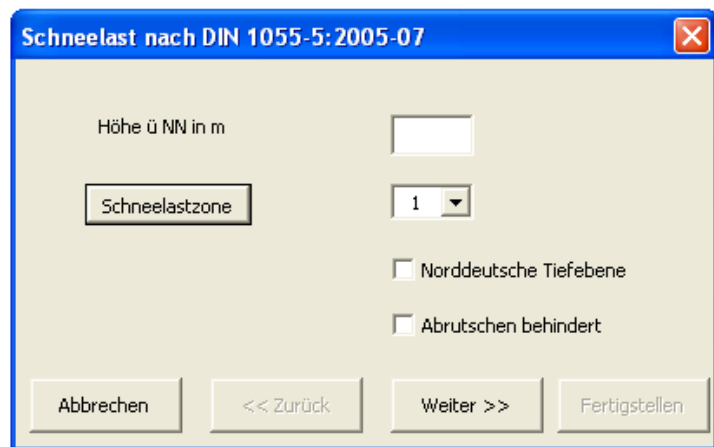 Schneelast nach DIN 1055-5:2005-07
Höhe ü NN in m
Schneelastzone
1
Norddeutsche Tiefebene
Abrutschen behindert
Abbrechen
<< Zurück
Weiter >>
Fertigstellen